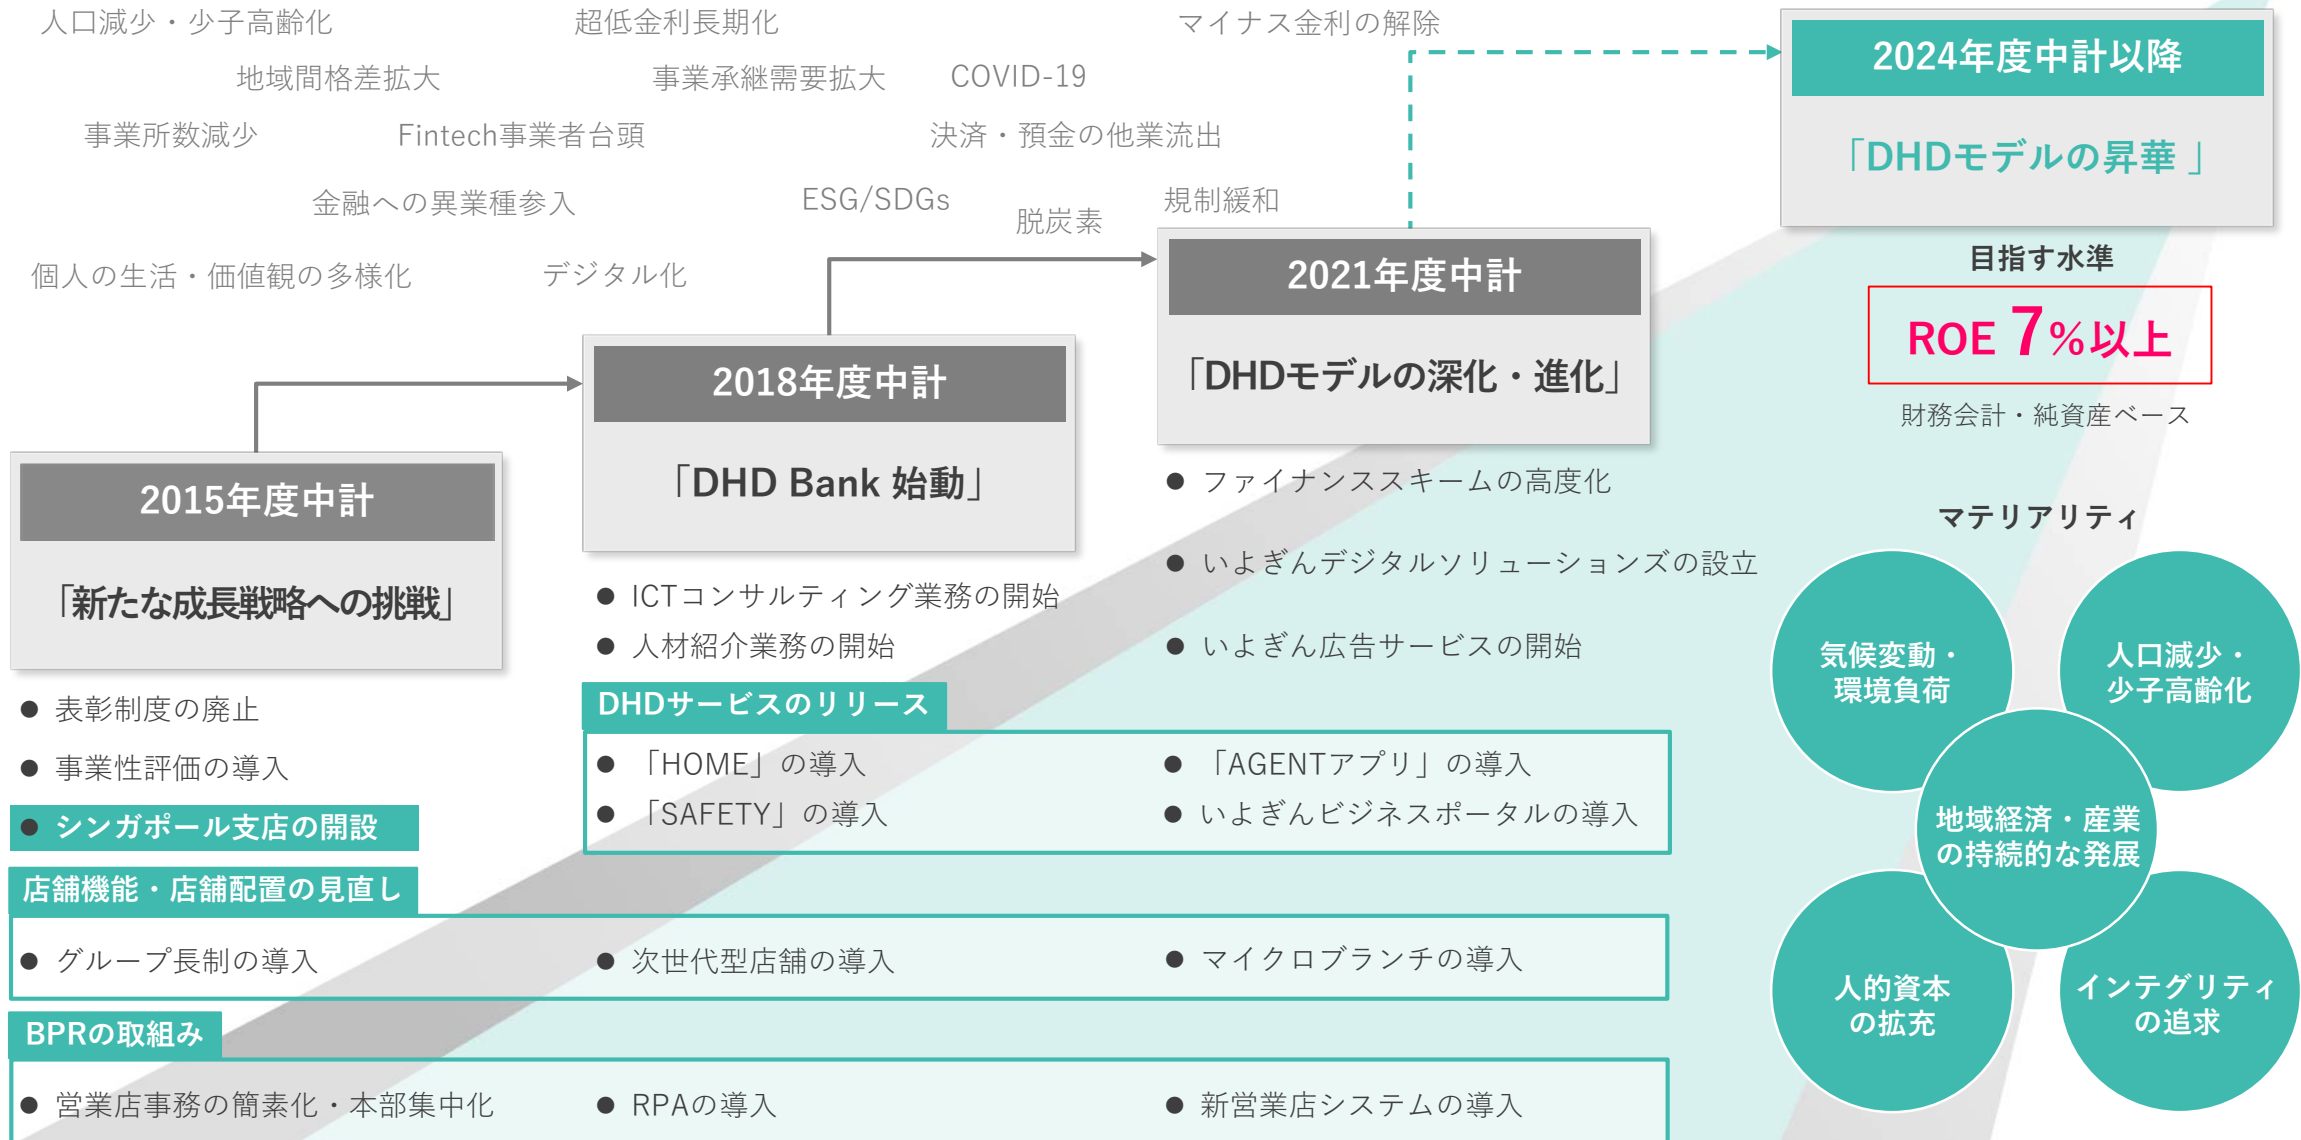 人口減少・少子高齢化
超低金利長期化
マイナス金利の解除
地域間格差拡大
事業承継需要拡大
COVID-19
事業所数減少
Fintech事業者台頭
決済・預金の他業流出
金融への異業種参入
ESG/SDGs
脱炭素
規制緩和
個人の生活・価値観の多様化
デジタル化
2015年度中計
「新たな成長戦略への挑戦」
● 表彰制度の廃止
● 事業性評価の導入
● シンガポール支店の開設
2018年度中計
「DHD Bank 始動」
● ICTコンサルティング業務の開始
● 人材紹介業務の開始
2021年度中計
「DHDモデルの深化・進化」
● ファイナンススキームの高度化
● いよぎんデジタルソリューションズの設立
● いよぎん広告サービスの開始
DHDサービスのリリース
● 「HOME」の導入
● 「AGENTアプリ」の導入
● 「SAFETY」の導入
● いよぎんビジネスポータルの導入
店舗機能・店舗配置の見直し
● グループ長制の導入
● 次世代型店舗の導入
● マイクロブランチの導入
BPRの取組み
● 営業店事務の簡素化・本部集中化
● RPAの導入
● 新営業店システムの導入
2024年度中計以降
「DHDモデルの昇華 」
目指す水準
ROE 7%以上
財務会計・純資産ベース
マテリアリティ
気候変動・
環境負荷
人口減少・
少子高齢化
地域経済・産業
の持続的な発展
人的資本
の拡充
インテグリティ
の追求